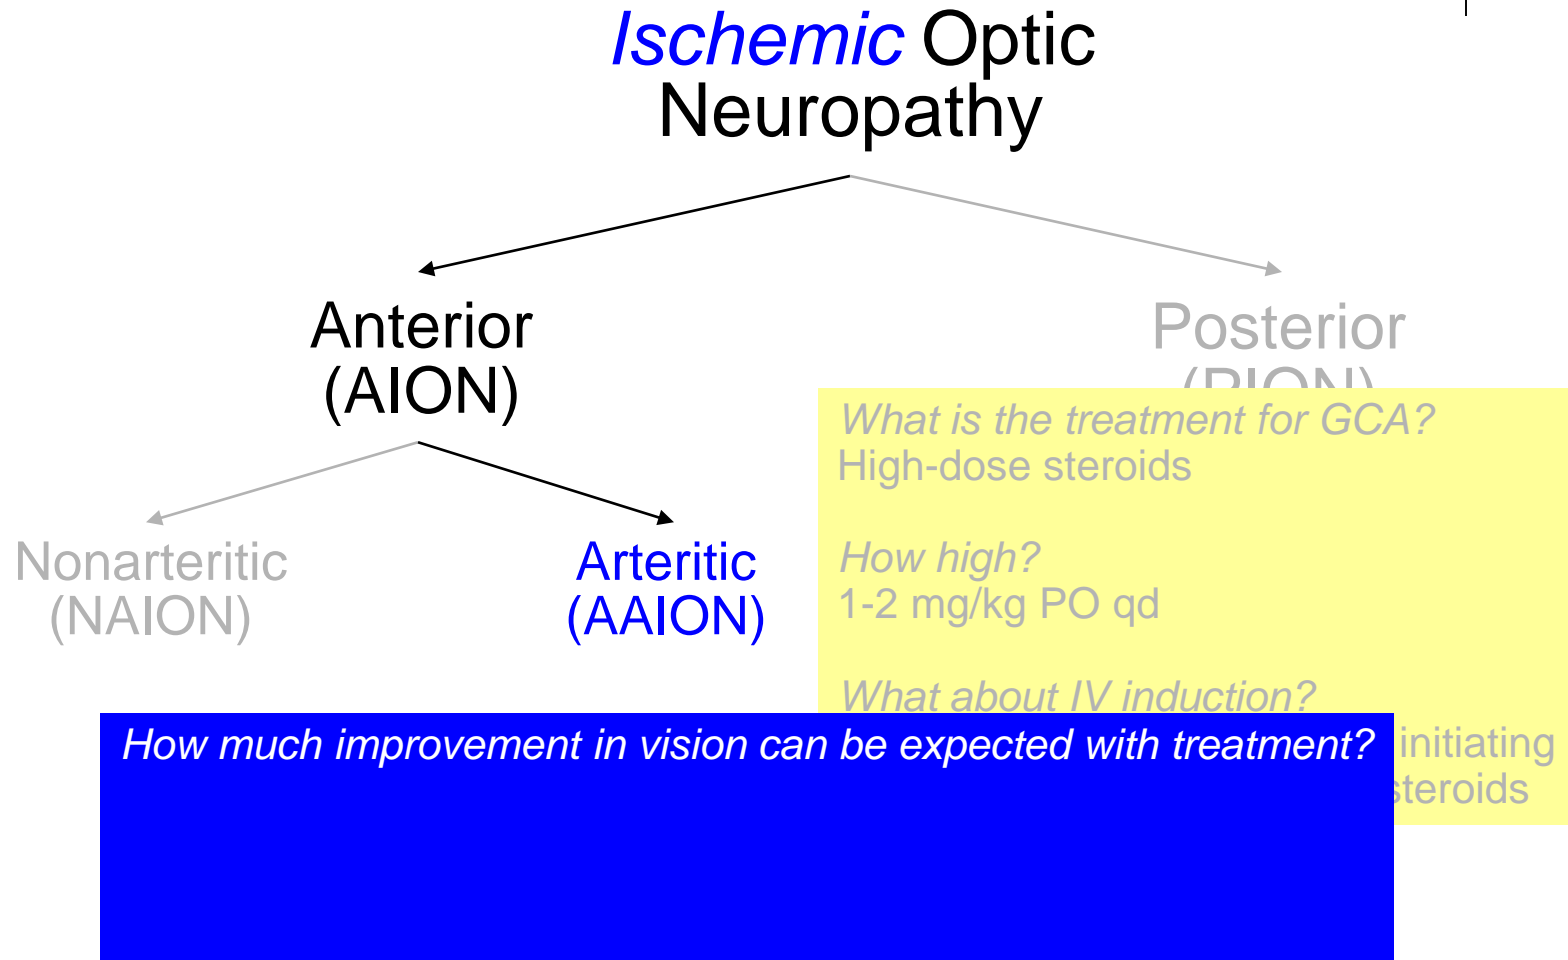 Ischemic Optic
Neuropathy
Anterior
(AION)
Posterior
(PION)
Nonarteritic
(NAION)
Arteritic
(AAION)
What is the treatment for GCA?
High-dose steroids
How high?
1-2 mg/kg PO qd
What about IV induction?
initiating
steroids
How much improvement in vision can be expected with treatment?